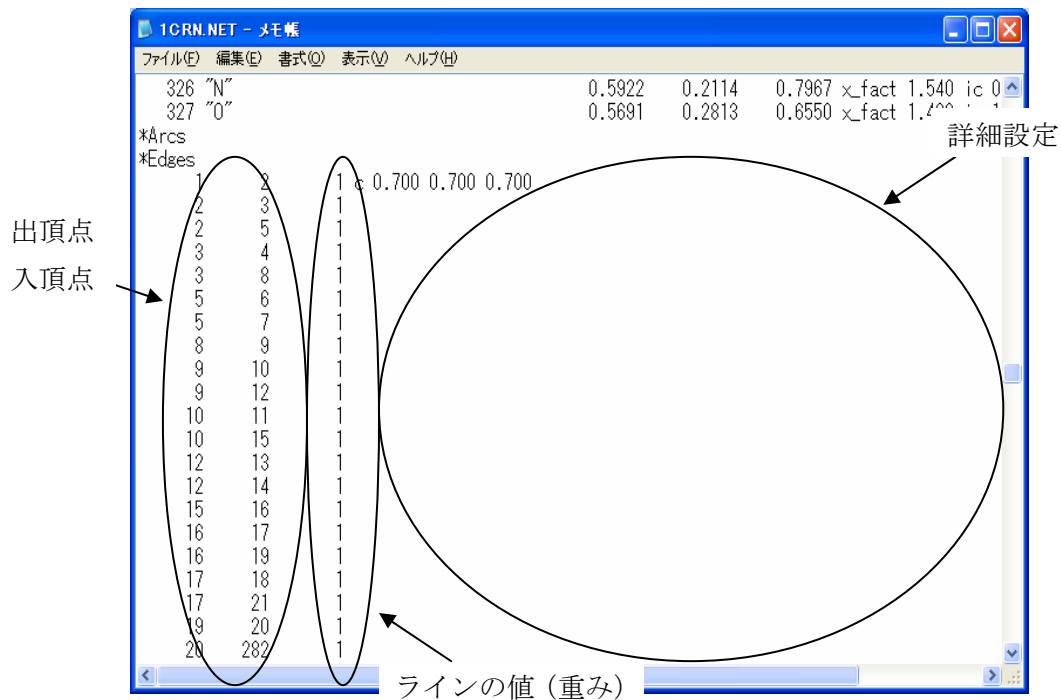 1CRN.NET - メモ帳
ファイル(F) 編集(E) 書式(O) 表示(V) ヘルプ(H)
326 "N" 0.5922 0.2114 0.7967 x_fact 1.540 ic 0
327 "O" 0.5691 0.2813 0.6550 x_fact
*Arcs
*Edges
1 2 1 c 0.700 0.700 0.700
2 3 1
2 5 1
3 4 1
3 8 1
5 6 1
5 7 1
8 9 1
9 10 1
9 12 1
10 11 1
10 15 1
12 13 1
12 14 1
15 16 1
16 17 1
16 19 1
17 18 1
17 21 1
19 20 1
20 282 1
詳細設定
出頂点
入頂点
ラインの値（重み）